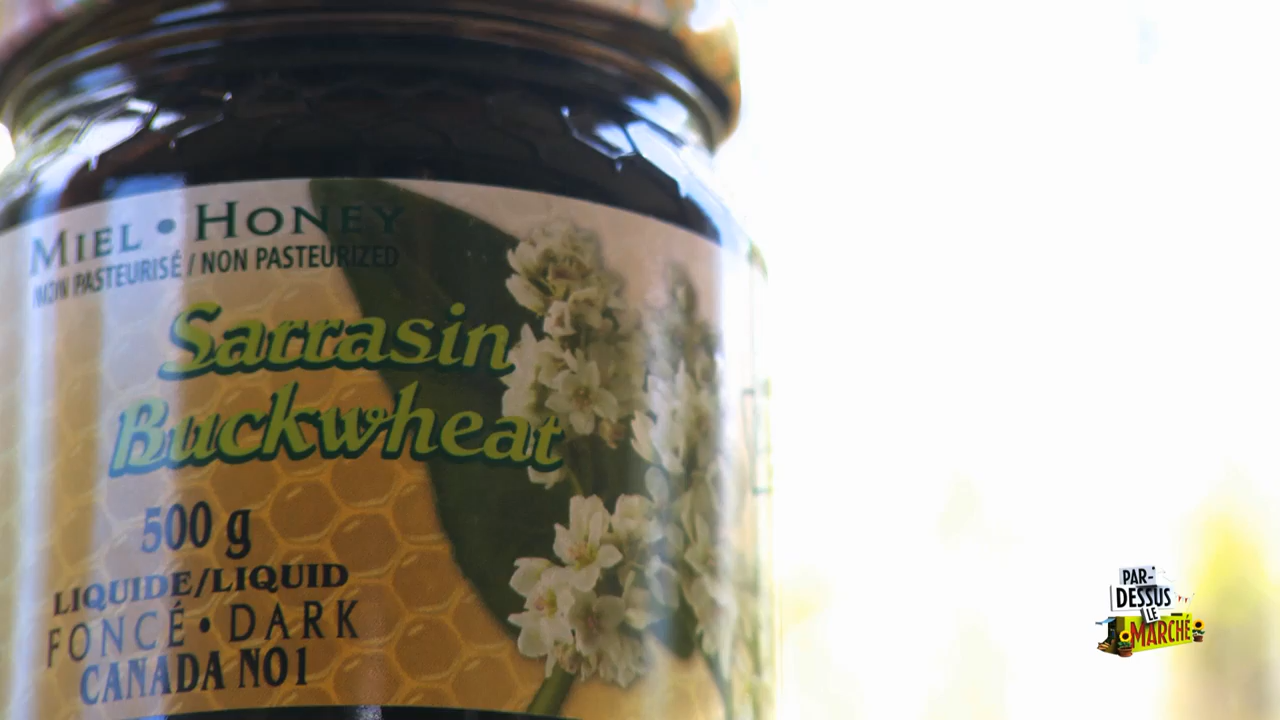 MIEL • HONEY
NON PASTEURISÉ / NON PASTEURIZED
Sarrasin
Buckwheat
500 g
LIQUIDE/LIQUID
FONCÉ • DARK
CANADA NO1
PAR-
DESSUS
LE
MARCHÉ